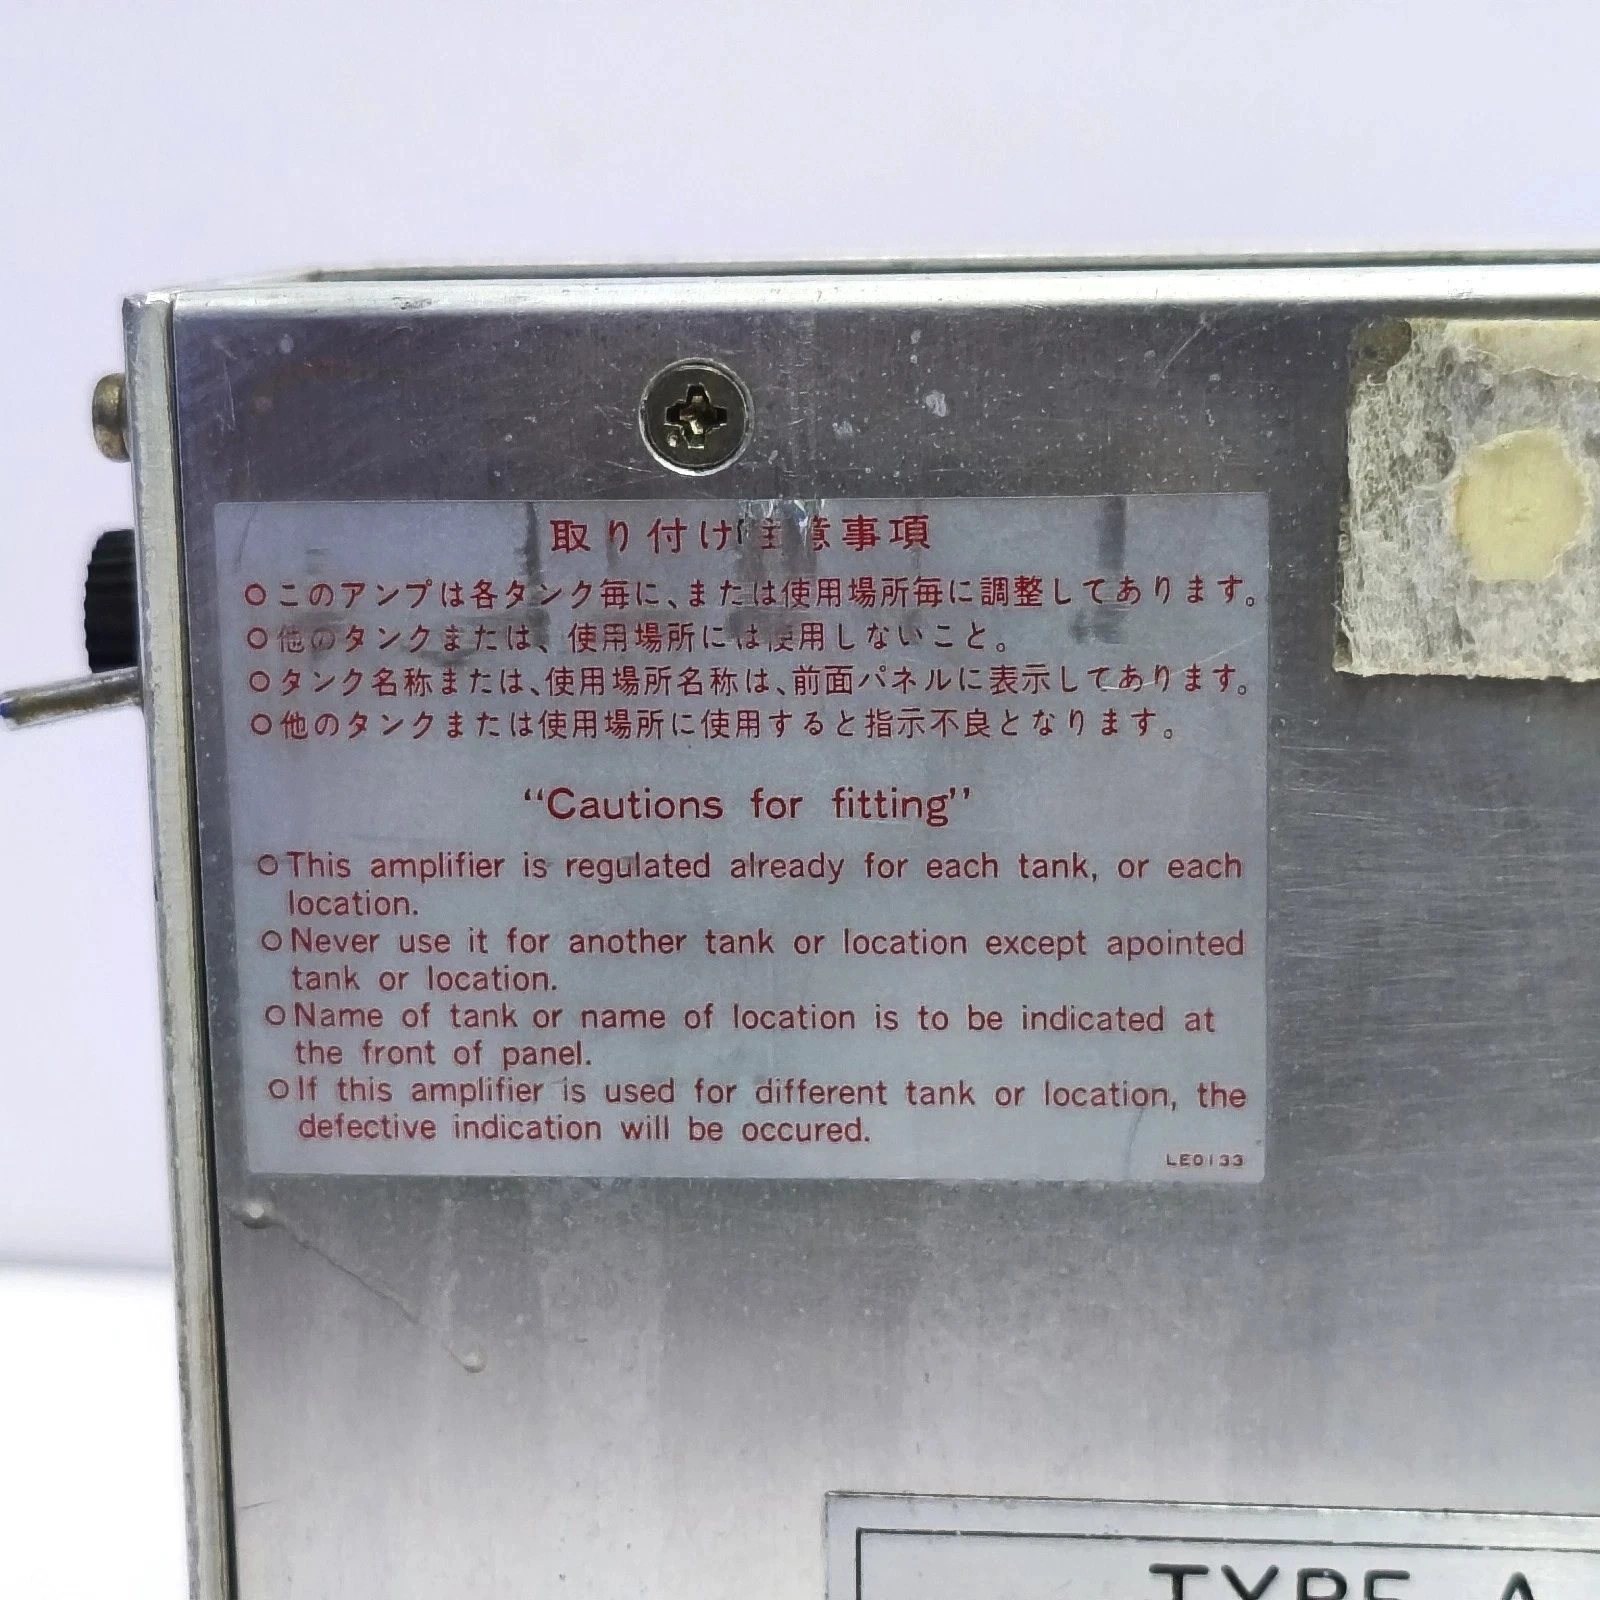 取り付け注意事項
○このアンプは各タンク毎に、または使用場所毎に調整してあります。
○他のタンクまたは、使用場所には使用しないこと。
○タンク名称または、使用場所名称は、前面パネルに表示してあります。
○他のタンクまたは使用場所に使用すると指示不良となります。
“Cautions for fitting”
○This amplifier is regulated already for each tank, or each
location.
○Never use it for another tank or location except apointed
tank or location.
○Name of tank or name of location is to be indicated at
the front of panel.
○If this amplifier is used for different tank or location, the
defective indication will be occured.
LE0133
TYPE A